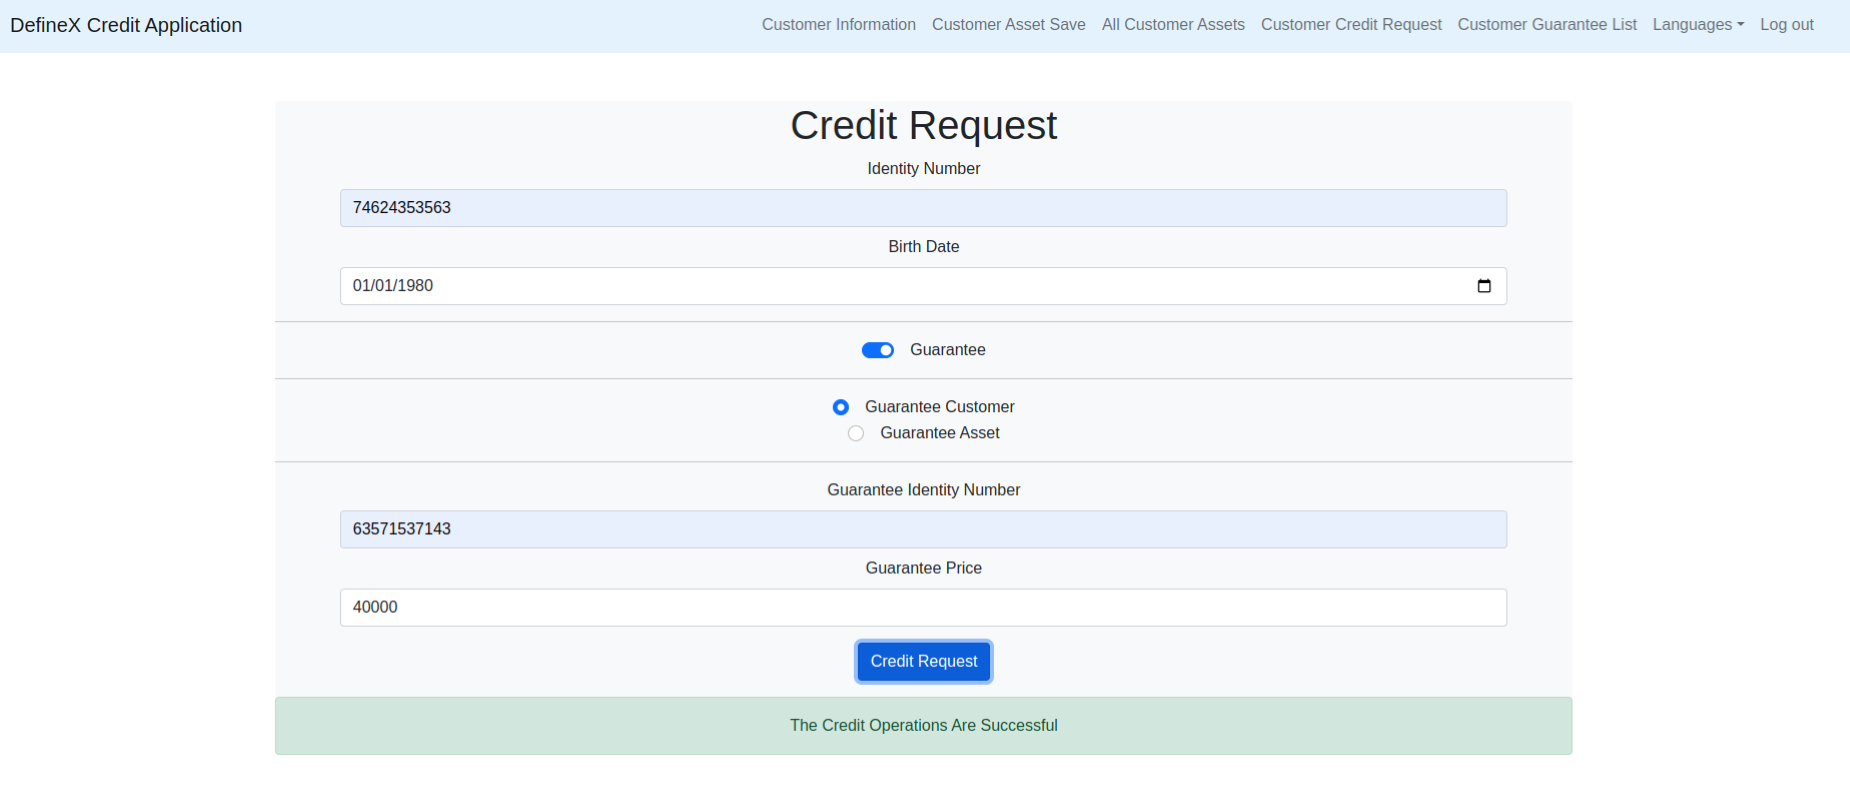 DefineX Credit Application Customer Information Customer Asset Save All Customer Assets Customer Credit Request Customer Guarantee List Languages Log out
Credit Request
Identity Number
74624353563
Birth Date
01/01/1980
Guarantee
Guarantee Customer
Guarantee Asset
Guarantee Identity Number
63571537143
Guarantee Price
40000
Credit Request
The Credit Operations Are Successful